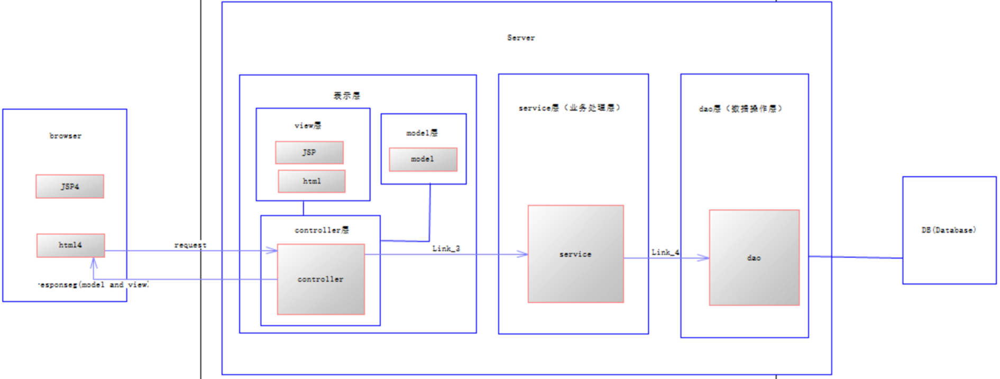 Server
表示层
service层（业务处理层）
dao层（数据操作层）
view层
model层
browser
JSP
model
html
JSP4
controller层
DB(Database)
html4
request
Link_3
Link_4
service
dao
controller
(model and view)